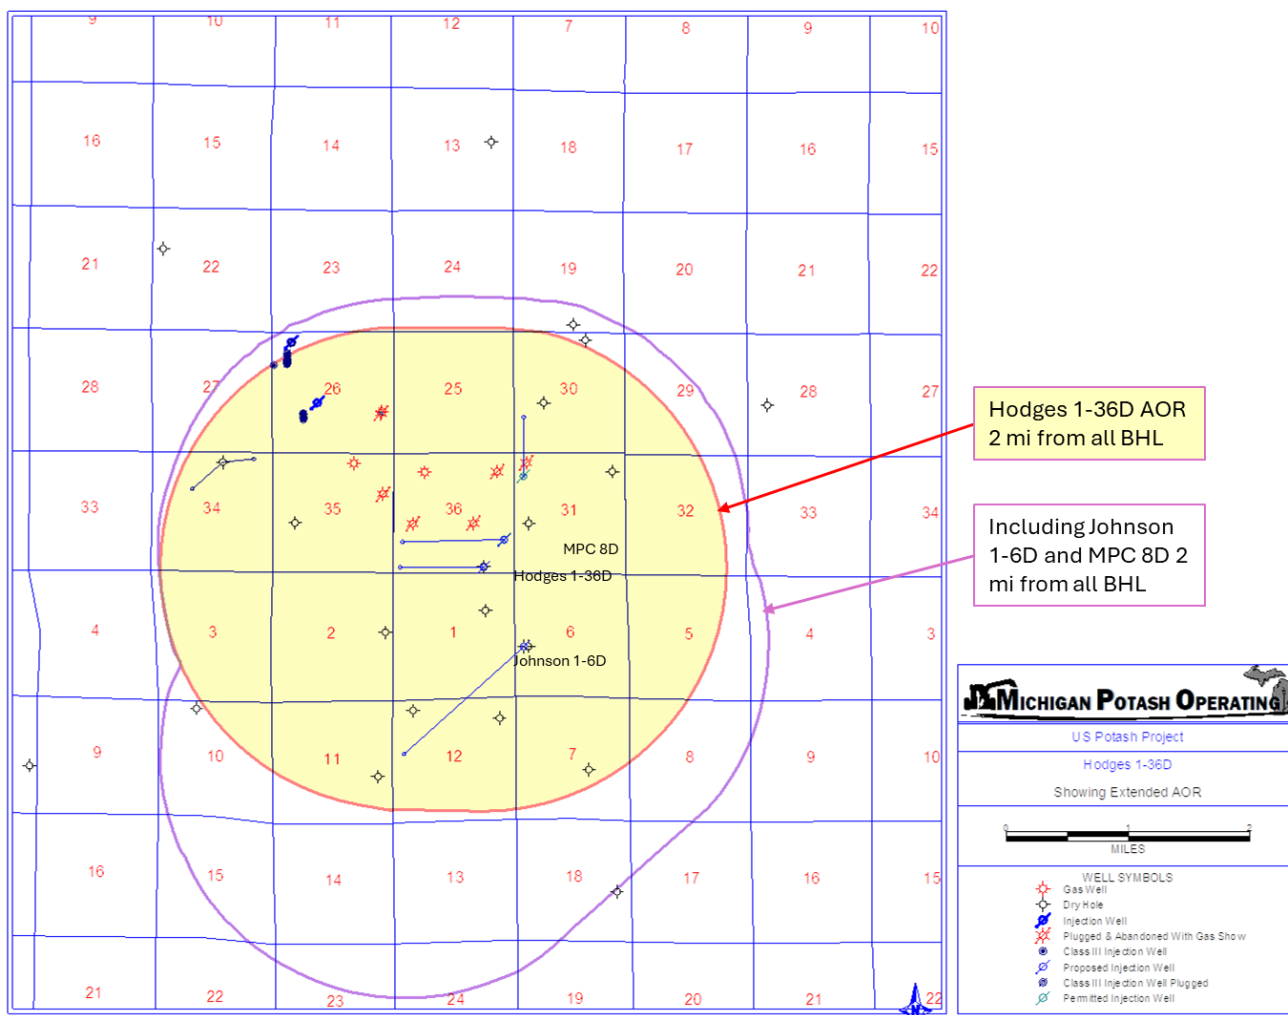 9 10 11 12 7 8 9 10
16 15 14 13 18 17 16 15
21 22 23 24 19 20 21 22
28 27 26 25 30 29 28 27
Hodges 1-36D AOR
2 mi from all BHL
33 34 35 36 31 32 33 34
Including Johnson
1-6D and MPC 8D 2
mi from all BHL
MPC 8D
Hodges 1-36D
4 3 2 1 6 5 4 3
Johnson 1-6D
9 10 11 12 7 8 9 10
16 15 14 13 18 17 16 15
21 22 23 24 19 20 21 22
MICHIGAN POTASH OPERATING
US Potash Project
Hodges 1-36D
Showing Extended AOR
0 1 2
MILES
WELL SYMBOLS
Gas Well
Dry Hole
Injection Well
Plugged & Abandoned With Gas Show
Class III Injection Well
Proposed Injection Well
Class III Injection Well Plugged
Permitted Injection Well